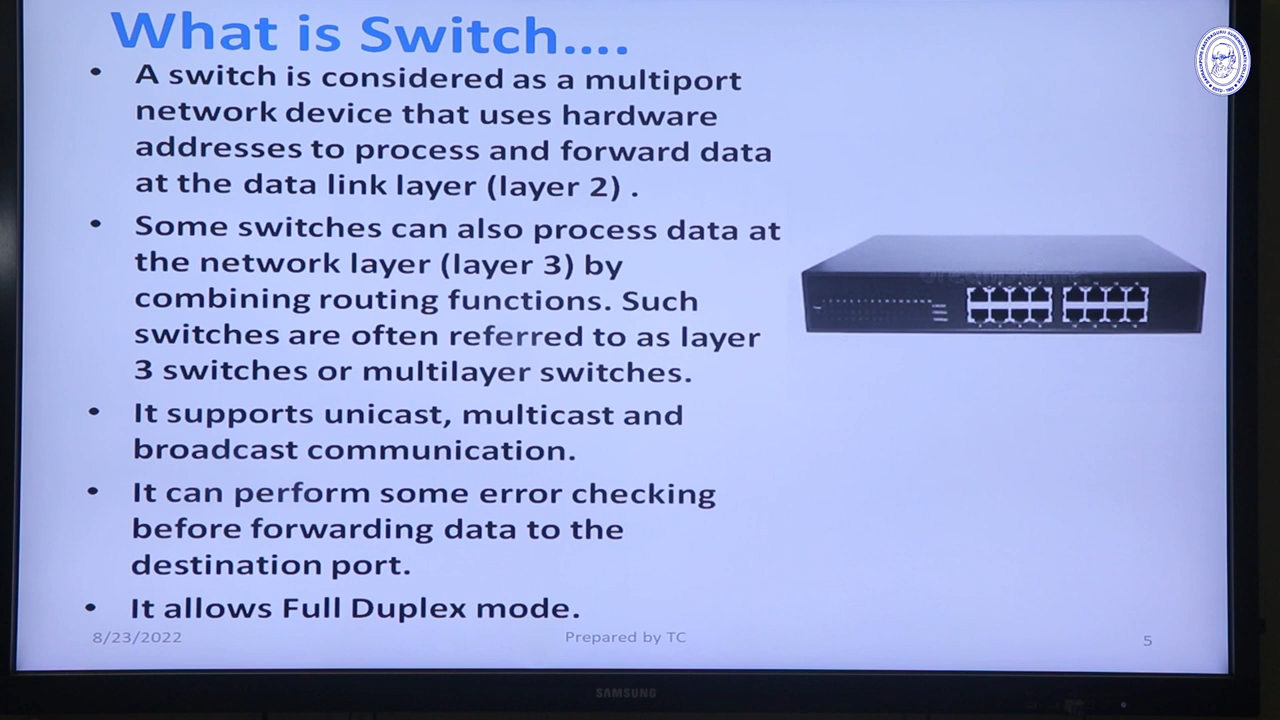 What is Switch....
• A switch is considered as a multiport
network device that uses hardware
addresses to process and forward data
at the data link layer (layer 2) .
• Some switches can also process data at
the network layer (layer 3) by
combining routing functions. Such
switches are often referred to as layer
3 switches or multilayer switches.
• It supports unicast, multicast and
broadcast communication.
• It can perform some error checking
before forwarding data to the
destination port.
• It allows Full Duplex mode.
8/23/2022
Prepared by TC
5
SAMSUNG